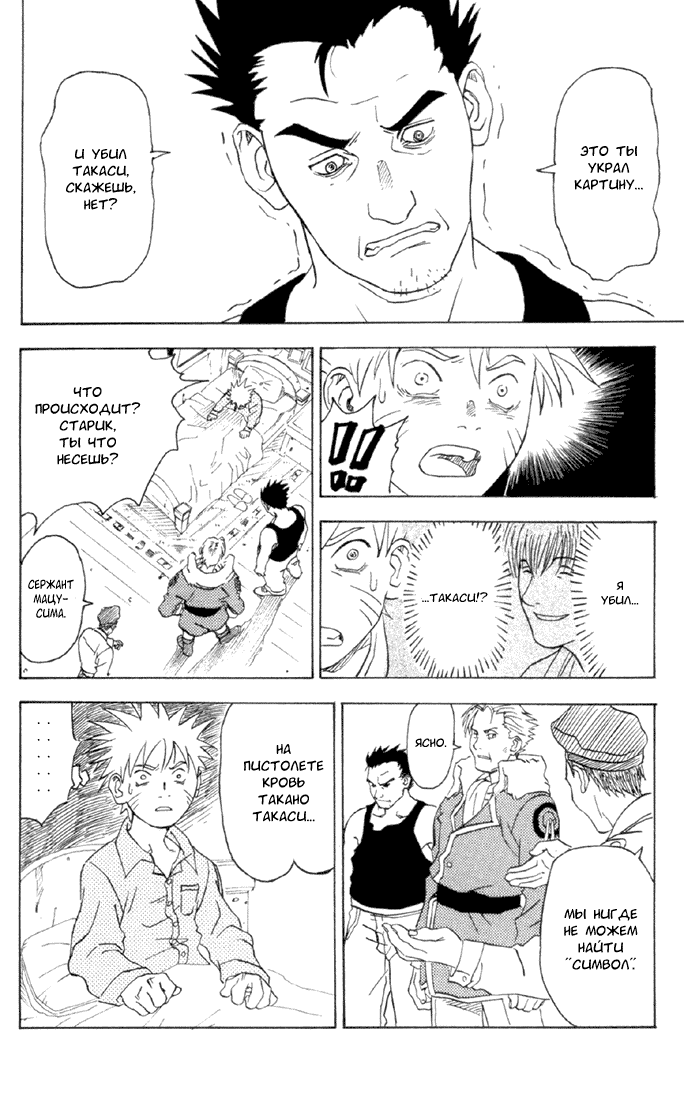 ЭТО ТЫ
УКРАЛ
КАРТИНУ...
И УБИЛ
ТАКАСИ,
СКАЖЕШЬ,
НЕТ?
!!
Я
УБИЛ...
...ТАКАСИ!?
ЧТО
ПРОИСХОДИТ?
СТАРИК,
ТЫ ЧТО
НЕСЕШЬ?
СЕРЖАНТ
МАЦУ-
СИМА.
ЯСНО.
МЫ НИГДЕ
НЕ МОЖЕМ
НАЙТИ
"СИМВОЛ".
НА
ПИСТОЛЕТЕ
КРОВЬ
ТАКАНО
ТАКАСИ...